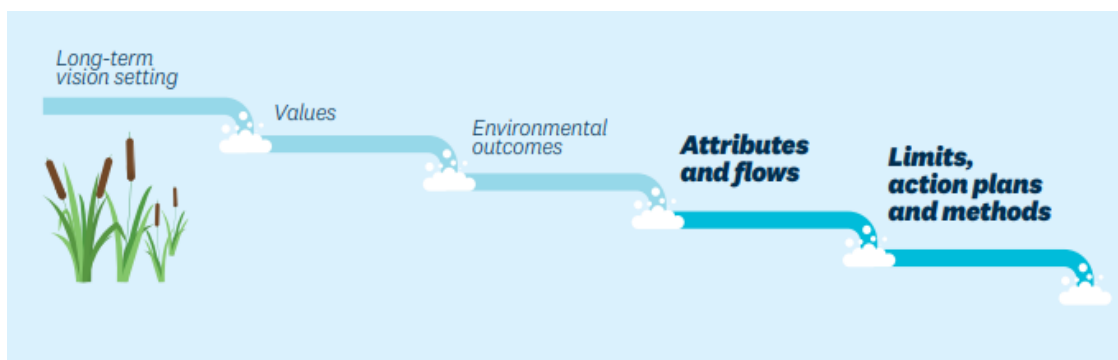 Long-term
vision setting
Values
Environmental
outcomes
Attributes
and flows
Limits,
action plans
and methods